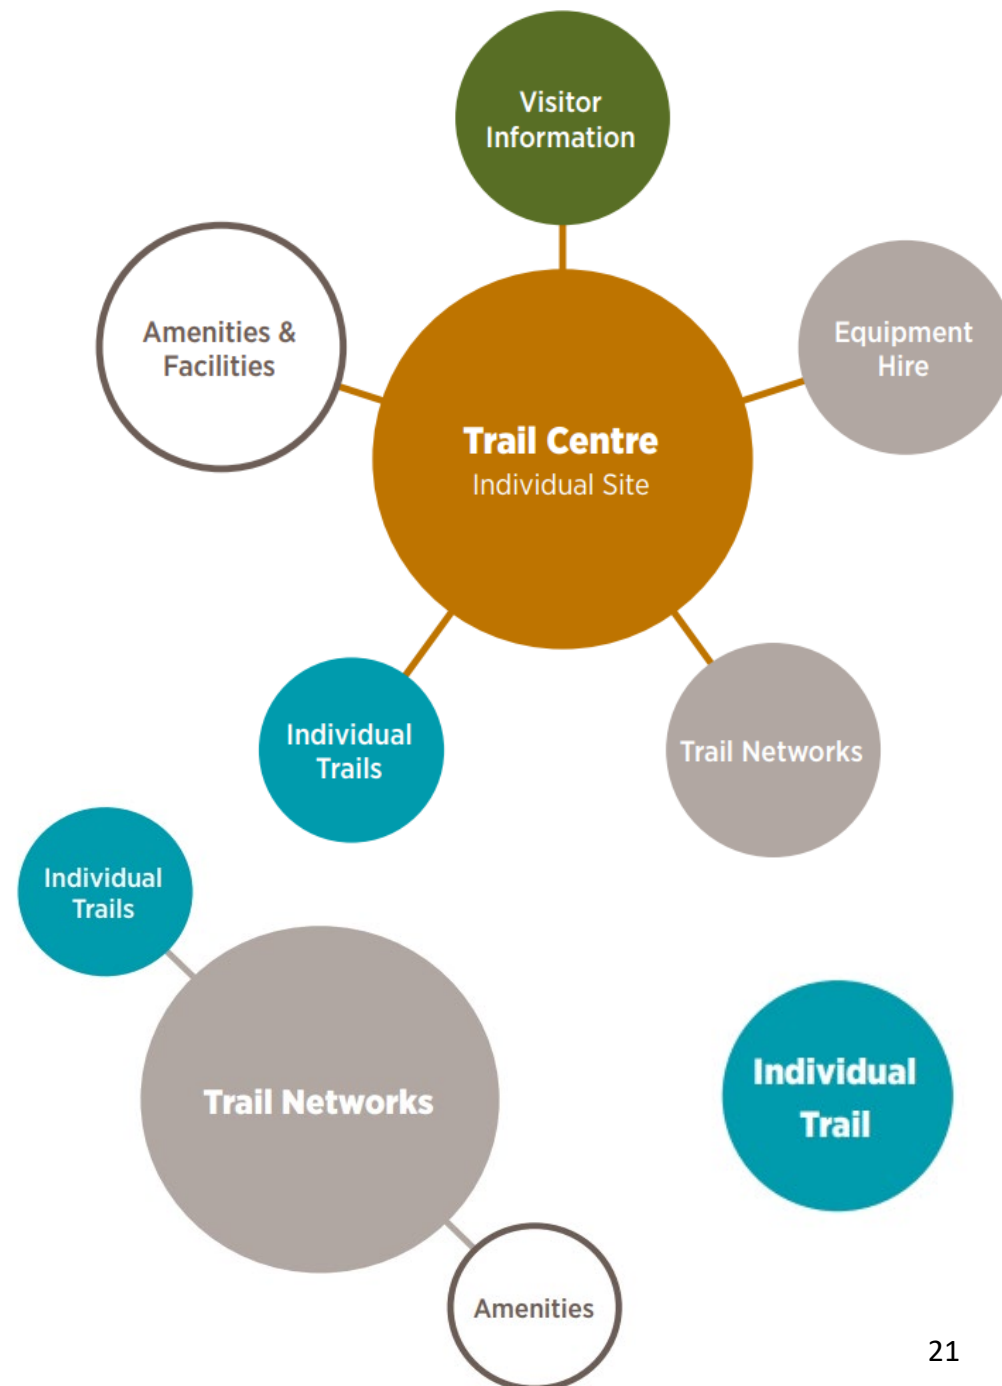 Visitor
Information
Amenities &
Facilities
Equipment
Hire
Trail Centre
Individual Site
Individual
Trails
Trail Networks
Individual
Trails
Trail Networks
Individual
Trail
Amenities
21